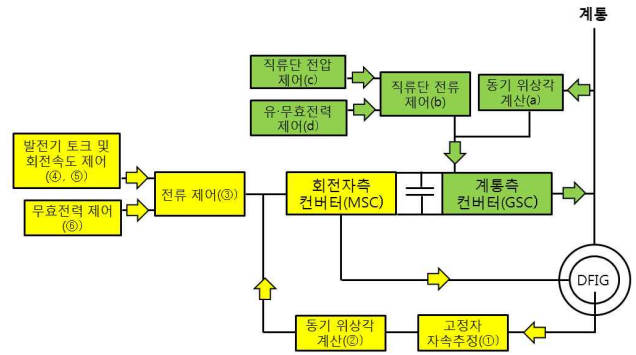 계통
직류단 전압
제어(c)
직류단 전류
제어(b)
동기 위상각
계산(a)
유·무효전력
제어(d)
발전기 토크 및
회전속도 제어
(④, ⑤)
전류 제어(③)
회전자측
컨버터(MSC)
계통측
컨버터(GSC)
무효전력 제어
(⑥)
DFIG
동기 위상각
계산(②)
고정자
자속추정(①)